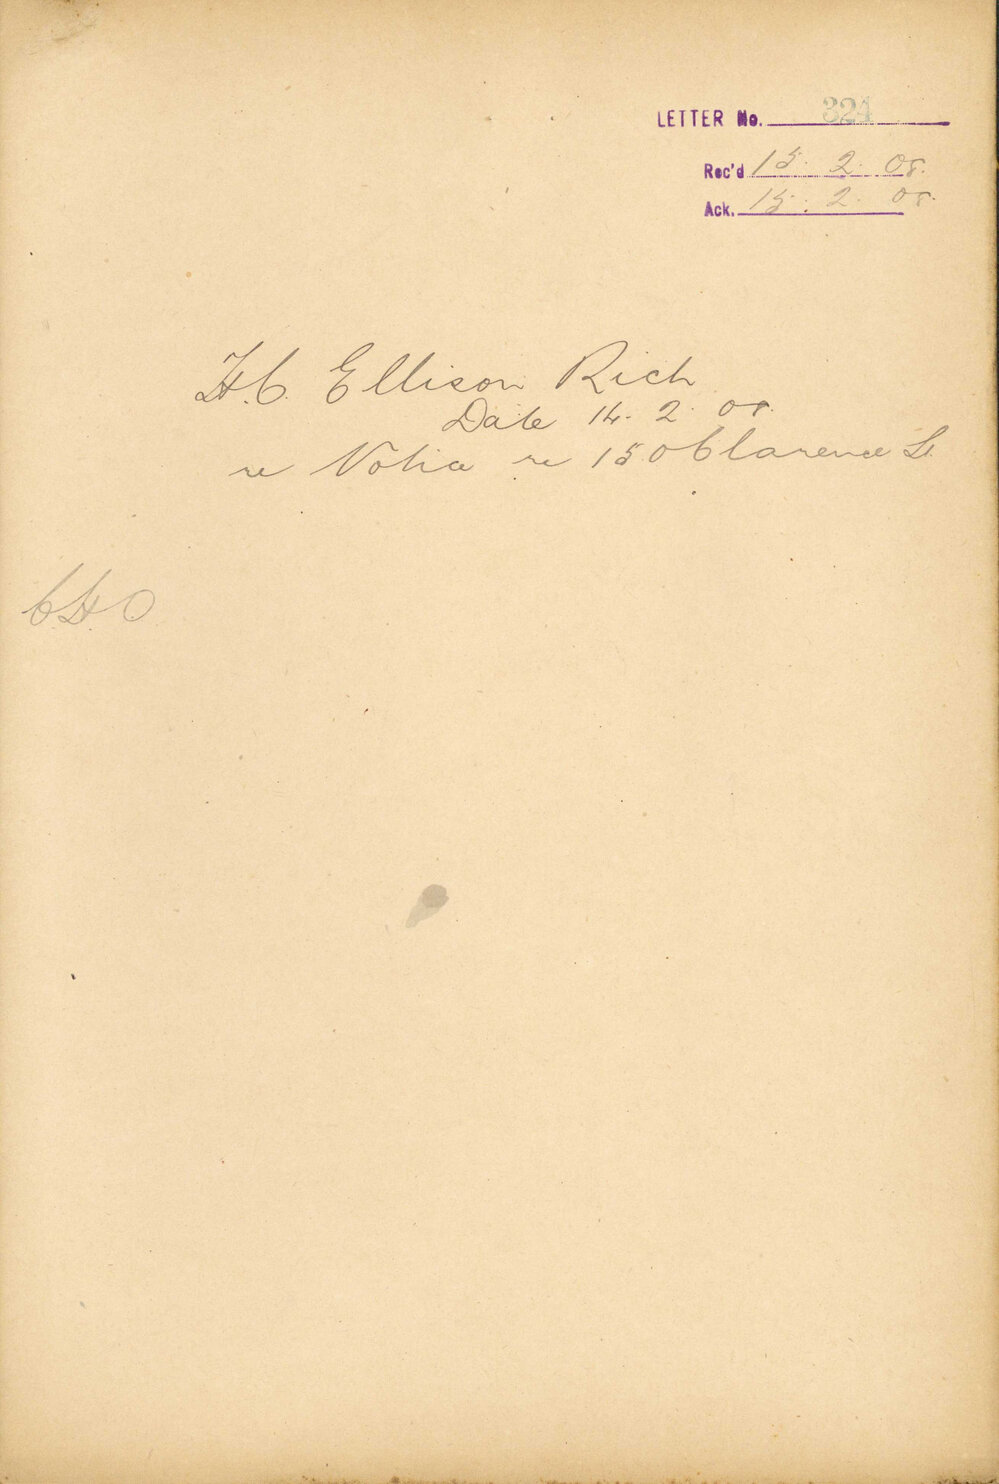 LETTER No. 324
Rec'd 15. 2. 08.
Ack. 15. 2. 08.
H. C. Ellison Rich
Date 14. 2. 08.
re Notice re 150 Clarence St.
C H O